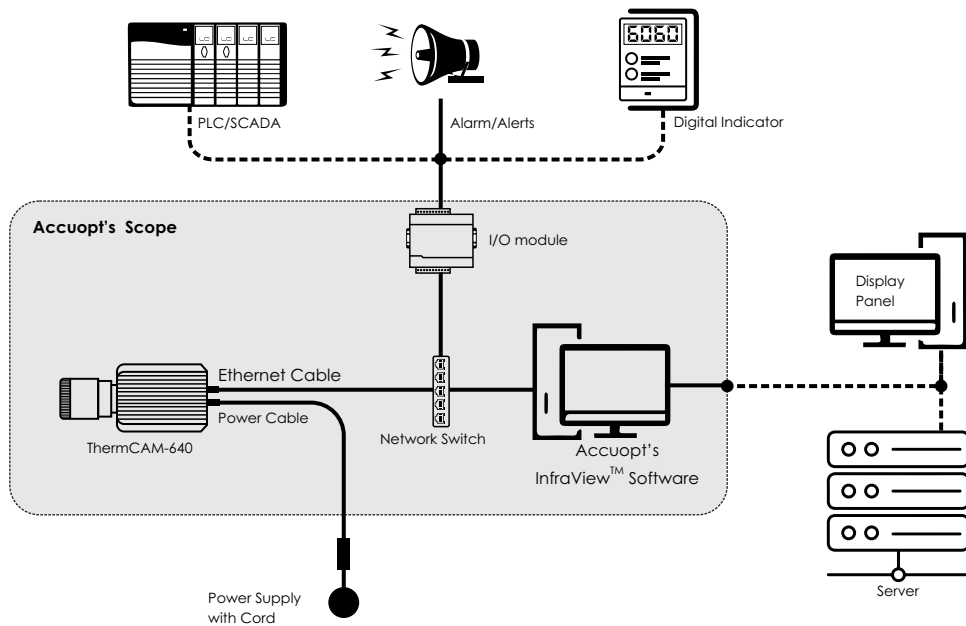 6060
PLC/SCADA
Alarm/Alerts
Digital Indicator
Accuopt's Scope
I/O module
Display
Panel
Ethernet Cable
Power Cable
ThermCAM-640
Network Switch
Accuopt's
InfraView™ Software
Power Supply
with Cord
Server